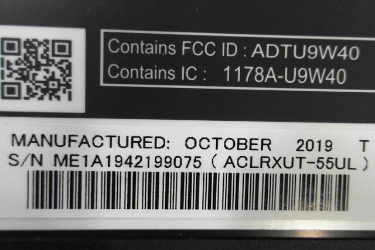 Contains FCC ID : ADTU9W40
Contains IC : 1178A-U9W40
MANUFACTURED: OCTOBER 2019 T
S/N ME1A1942199075 ( ACLRXUT-55UL )